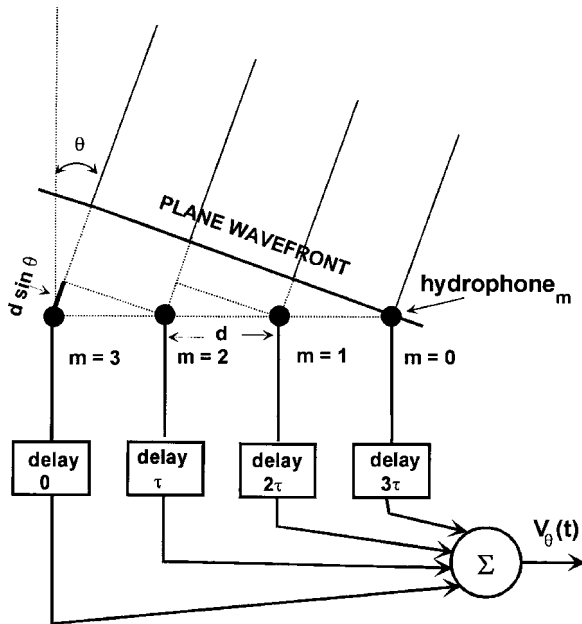 θ
PLANE WAVEFRONT
d sin θ
hydrophone_m
d
m = 3
m = 2
m = 1
m = 0
delay
0
delay
τ
delay
2τ
delay
3τ
V_θ(t)
Σ